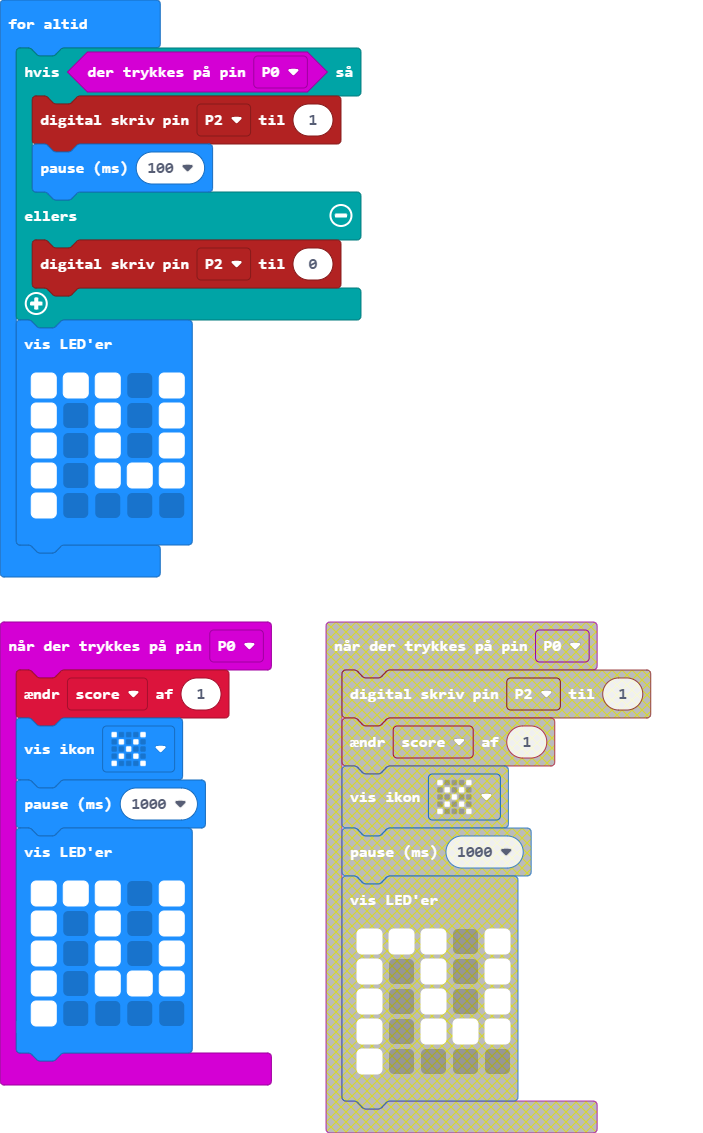 for altid
hvis der trykkes på pin P0 så
digital skriv pin P2 til 1
pause (ms) 100
ellers
digital skriv pin P2 til 0
vis LED'er
når der trykkes på pin P0
ændr score af 1
vis ikon
pause (ms) 1000
vis LED'er
når der trykkes på pin P0
digital skriv pin P2 til 1
ændr score af 1
vis ikon
pause (ms) 1000
vis LED'er